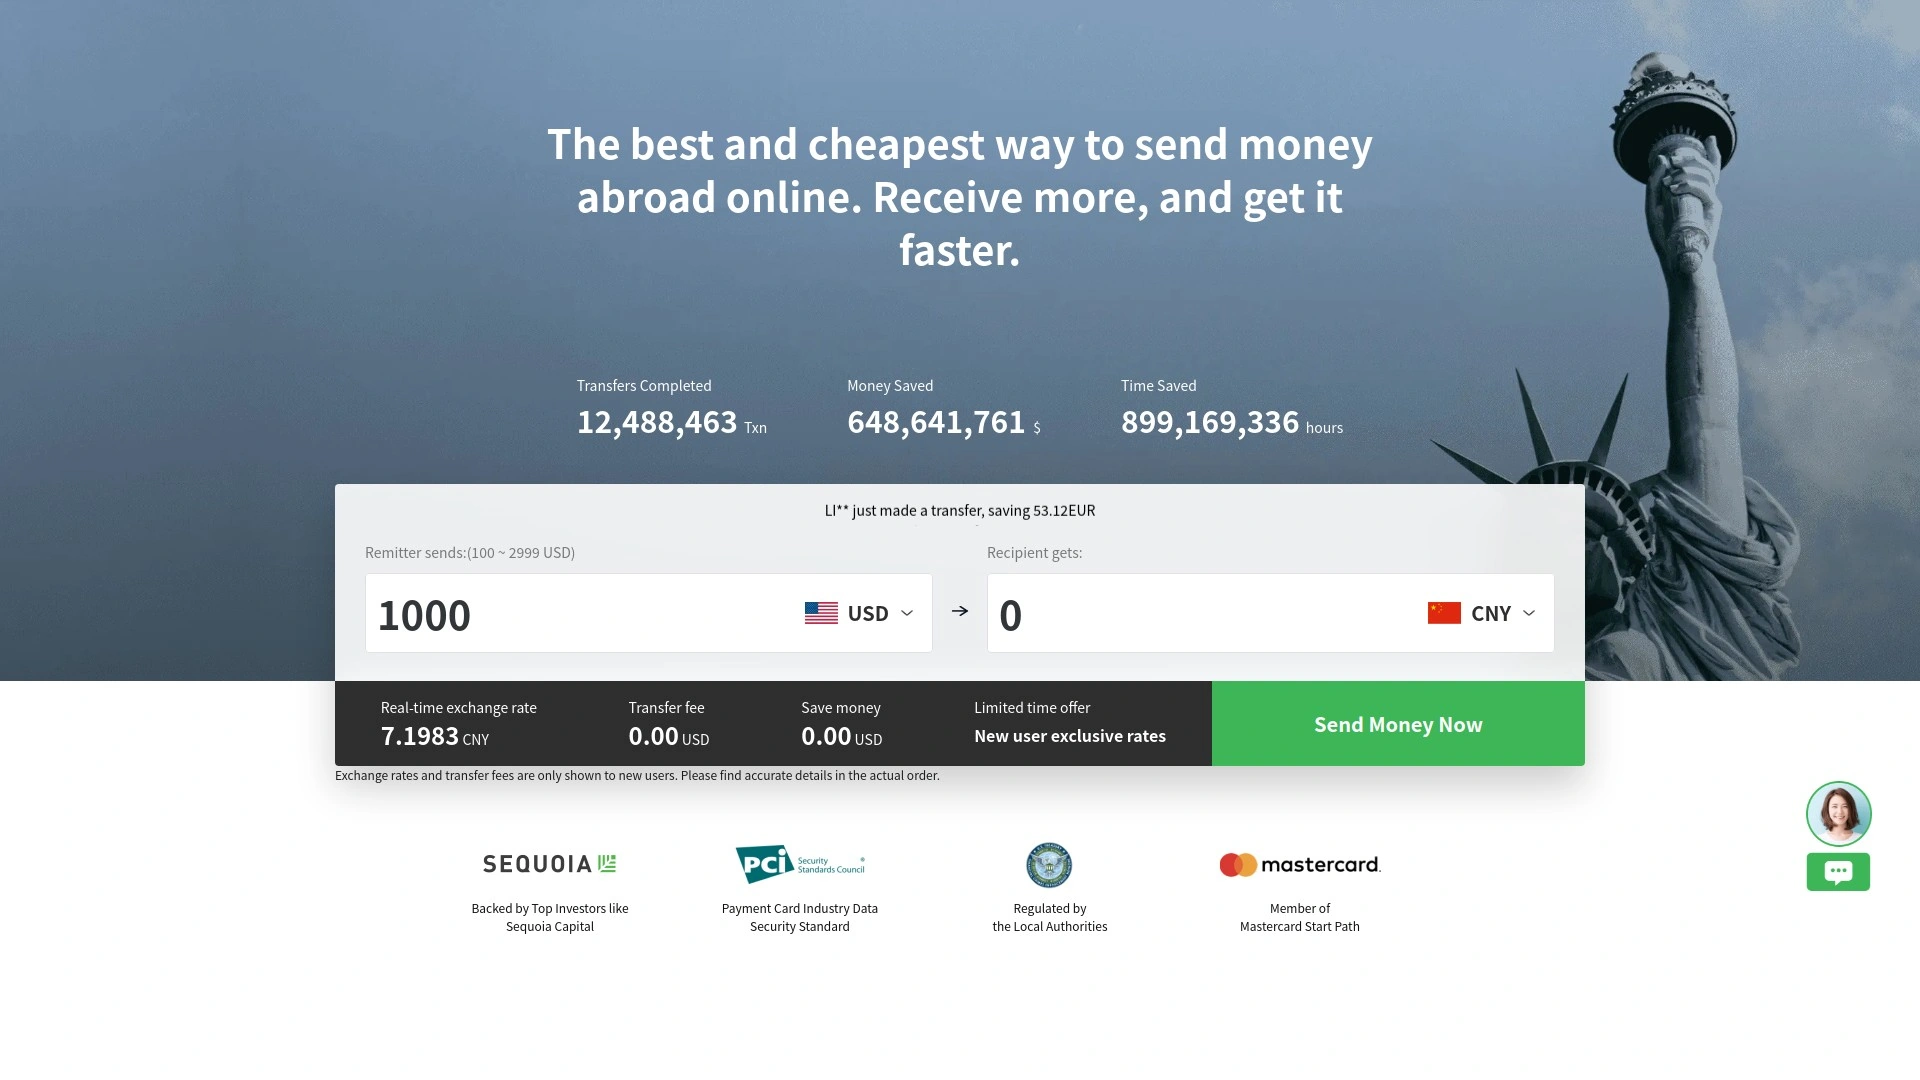 The best and cheapest way to send money
abroad online. Receive more, and get it
faster.
Transfers Completed
12,488,463 Txn
Money Saved
648,641,761 $
Time Saved
899,169,336 hours
LI** just made a transfer, saving 53.12EUR
Remitter sends:(100 ~ 2999 USD)
1000
USD
Recipient gets:
0
CNY
Real-time exchange rate
7.1983 CNY
Transfer fee
0.00 USD
Save money
0.00 USD
Limited time offer
New user exclusive rates
Send Money Now
Exchange rates and transfer fees are only shown to new users. Please find accurate details in the actual order.
SEQUOIA
Backed by Top Investors like
Sequoia Capital
PCi Security
Standards Council
Payment Card Industry Data
Security Standard
Regulated by
the Local Authorities
mastercard.
Member of
Mastercard Start Path